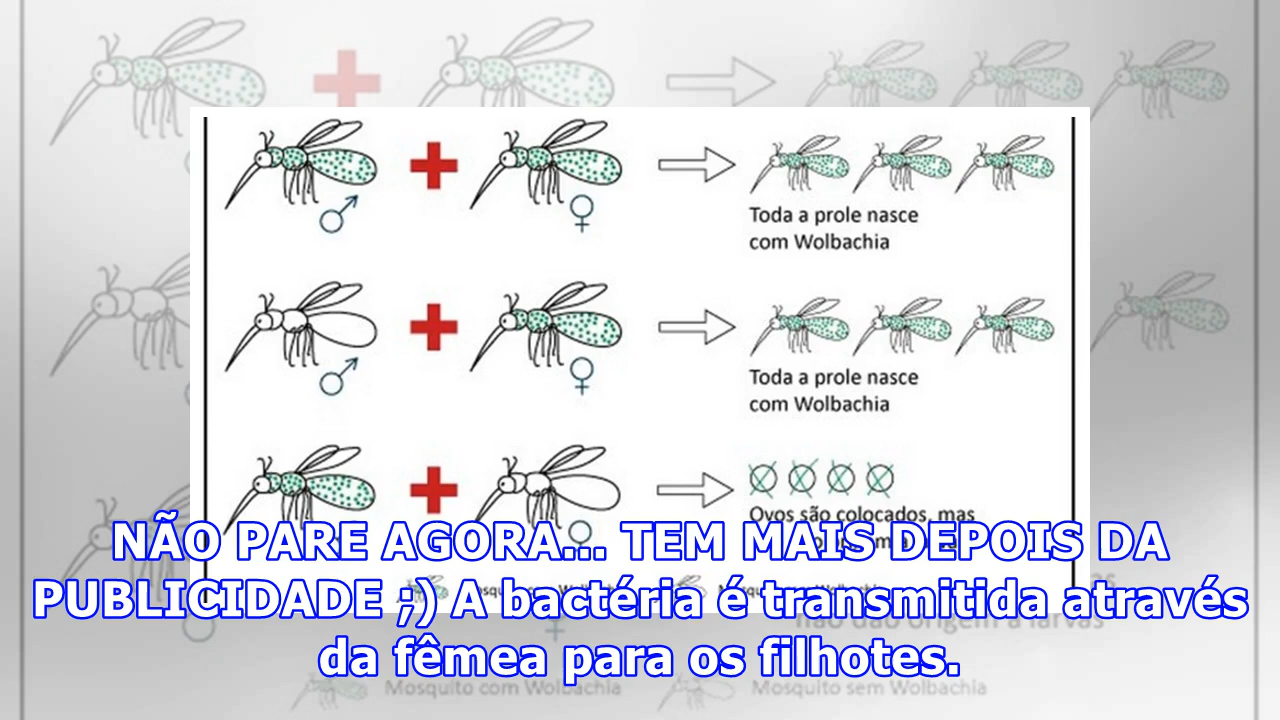 Toda a prole nasce
com Wolbachia
Toda a prole nasce
com Wolbachia
Ovos são colocados, mas
NÃO PARE AGORA... TEM MAIS DEPOIS DA
PUBLICIDADE ;) A bactéria é transmitida através
da fêmea para os filhotes.
não dão origem a larvas
Mosquito com Wolbachia
Mosquito sem Wolbachia